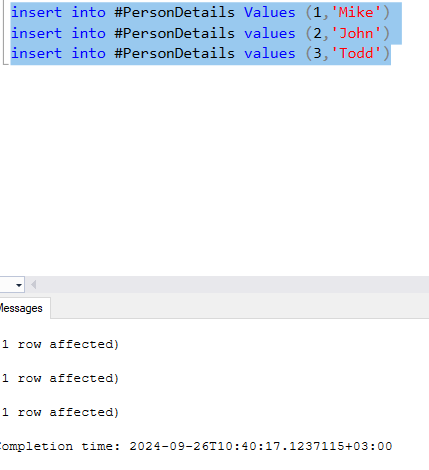 insert into #PersonDetails Values (1,'Mike')
insert into #PersonDetails values (2,'John')
insert into #PersonDetails values (3,'Todd')
Messages
1 row affected)
1 row affected)
1 row affected)
Completion time: 2024-09-26T10:40:17.1237115+03:00